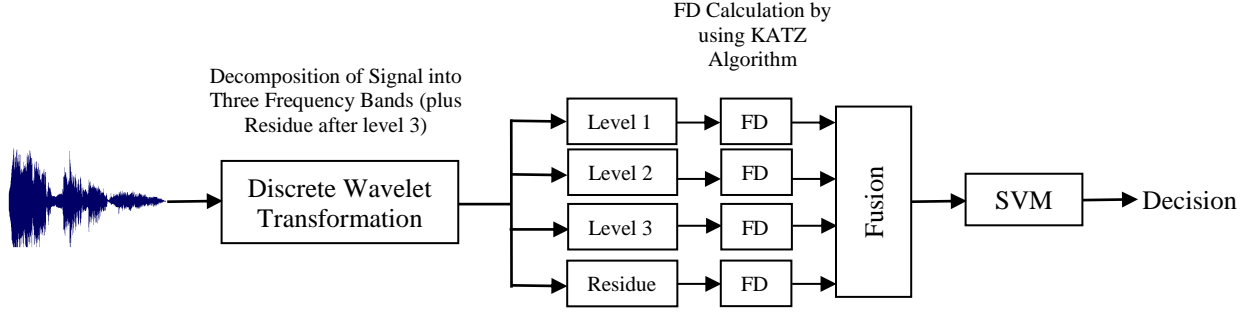 FD Calculation by
using KATZ
Algorithm
Decomposition of Signal into
Three Frequency Bands (plus
Residue after level 3)
Discrete Wavelet
Transformation
Level 1
FD
Level 2
FD
Level 3
FD
Residue
FD
Fusion
SVM
Decision